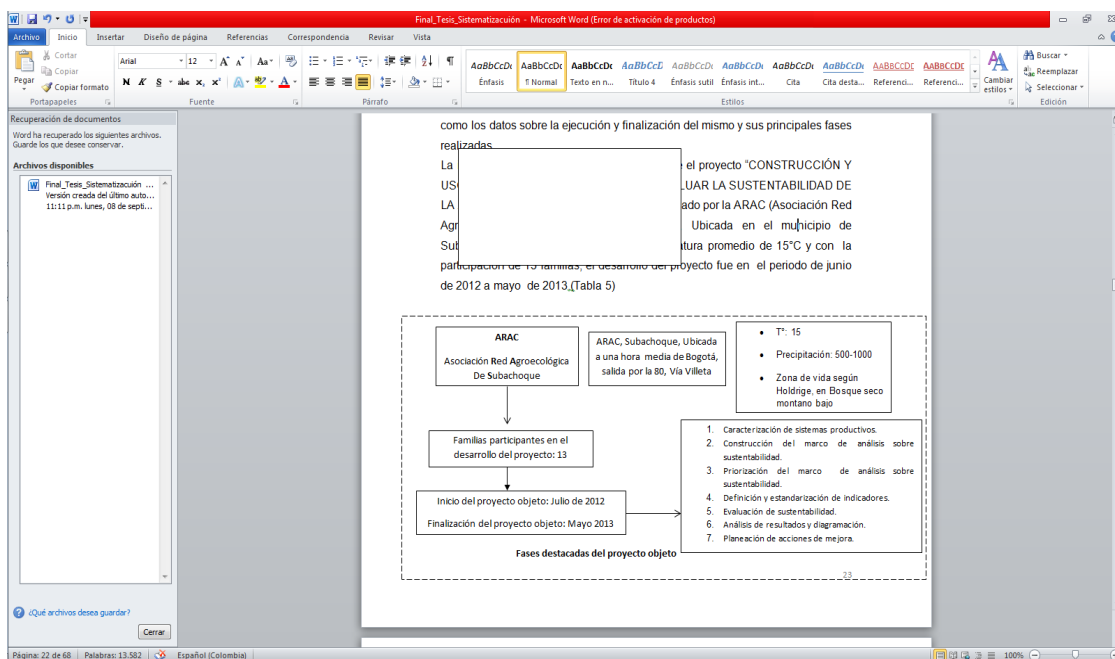 Final_Tesis_Sistematizacuión - Microsoft Word (Error de activación de productos)
Archivo Inicio Insertar Diseño de página Referencias Correspondencia Revisar Vista
Pegar
Cortar
Copiar
Copiar formato
Portapapeles
Arial 12
N K S abc x, x²
Fuente
Párrafo
AaBbCcDc AaBbCcDc AaBbCcDc AaBbCcD AaBbCcDc AaBbCcDc AaBbCcDc AaBbCcDc AaBbCcDc AaBbCcDc
Énfasis ¶ Normal Texto en n... Título 4 Énfasis sutil Énfasis int... Cita Cita desta... Referenci... Referenci...
Estilos
Cambiar estilos
Buscar
Reemplazar
Seleccionar
Edición
Recuperación de documentos
Word ha recuperado los siguientes archivos.
Guarde los que desee conservar.
Archivos disponibles
Final_Tesis_Sistematizacuión ...
Versión creada del último auto...
11:11 p.m. lunes, 08 de septi...
¿Qué archivos desea guardar?
Cerrar
como los datos sobre la ejecución y finalización del mismo y sus principales fases
realizadas
La el proyecto "CONSTRUCCIÓN Y
LUAR LA SUSTENTABILIDAD DE
LA ado por la ARAC (Asociación Red
Ubicada en el municipio de
atura promedio de 15°C y con la
participación de 13 familias, el desarrollo del proyecto fue en el periodo de junio
de 2012 a mayo de 2013.(Tabla 5)
ARAC
Asociación Red Agroecológica
De Subachoque
ARAC, Subachoque, Ubicada
a una hora media de Bogotá,
salida por la 80, Vía Villeta
• T°: 15
• Precipitación: 500-1000
• Zona de vida según
Holdrige, en Bosque seco
montano bajo
Familias participantes en el
desarrollo del proyecto: 13
Inicio del proyecto objeto: Julio de 2012
Finalización del proyecto objeto: Mayo 2013
1. Caracterización de sistemas productivos.
2. Construcción del marco de análisis sobre
sustentabilidad.
3. Priorización del marco de análisis sobre
sustentabilidad.
4. Definición y estandarización de indicadores.
5. Evaluación de sustentabilidad.
6. Análisis de resultados y diagramación.
7. Planeación de acciones de mejora.
Fases destacadas del proyecto objeto
23
Página: 22 de 68 Palabras: 13.582 Español (Colombia) 100%